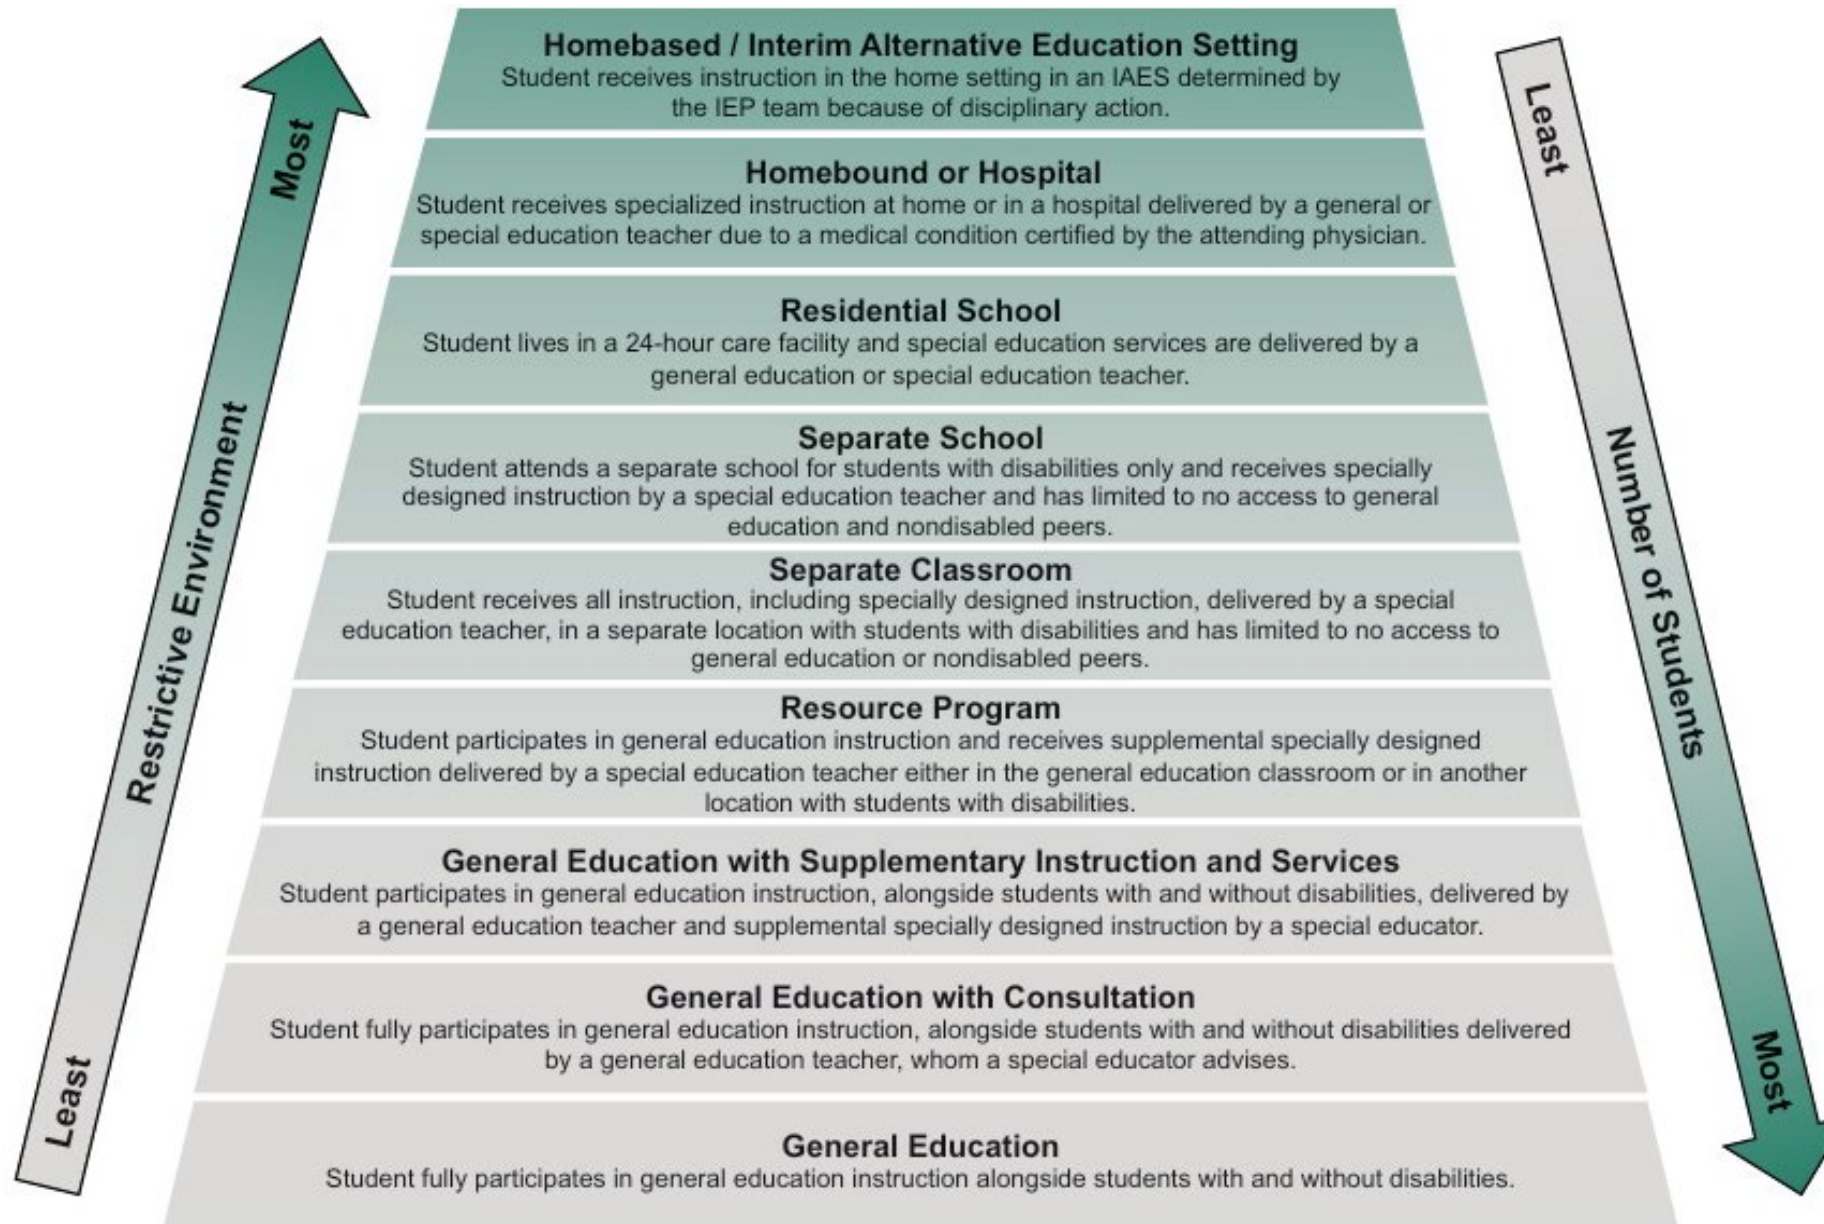 Homebased / Interim Alternative Education Setting
Student receives instruction in the home setting in an IAES determined by
the IEP team because of disciplinary action.
Homebound or Hospital
Student receives specialized instruction at home or in a hospital delivered by a general or
special education teacher due to a medical condition certified by the attending physician.
Residential School
Student lives in a 24-hour care facility and special education services are delivered by a
general education or special education teacher.
Separate School
Student attends a separate school for students with disabilities only and receives specially
designed instruction by a special education teacher and has limited to no access to general
education and nondisabled peers.
Separate Classroom
Student receives all instruction, including specially designed instruction, delivered by a special
education teacher, in a separate location with students with disabilities and has limited to no access to
general education or nondisabled peers.
Resource Program
Student participates in general education instruction and receives supplemental specially designed
instruction delivered by a special education teacher either in the general education classroom or in another
location with students with disabilities.
General Education with Supplementary Instruction and Services
Student participates in general education instruction, alongside students with and without disabilities, delivered by
a general education teacher and supplemental specially designed instruction by a special educator.
General Education with Consultation
Student fully participates in general education instruction, alongside students with and without disabilities delivered
by a general education teacher, whom a special educator advises.
General Education
Student fully participates in general education instruction alongside students with and without disabilities.
Most
Restrictive Environment
Least
Least
Number of Students
Most